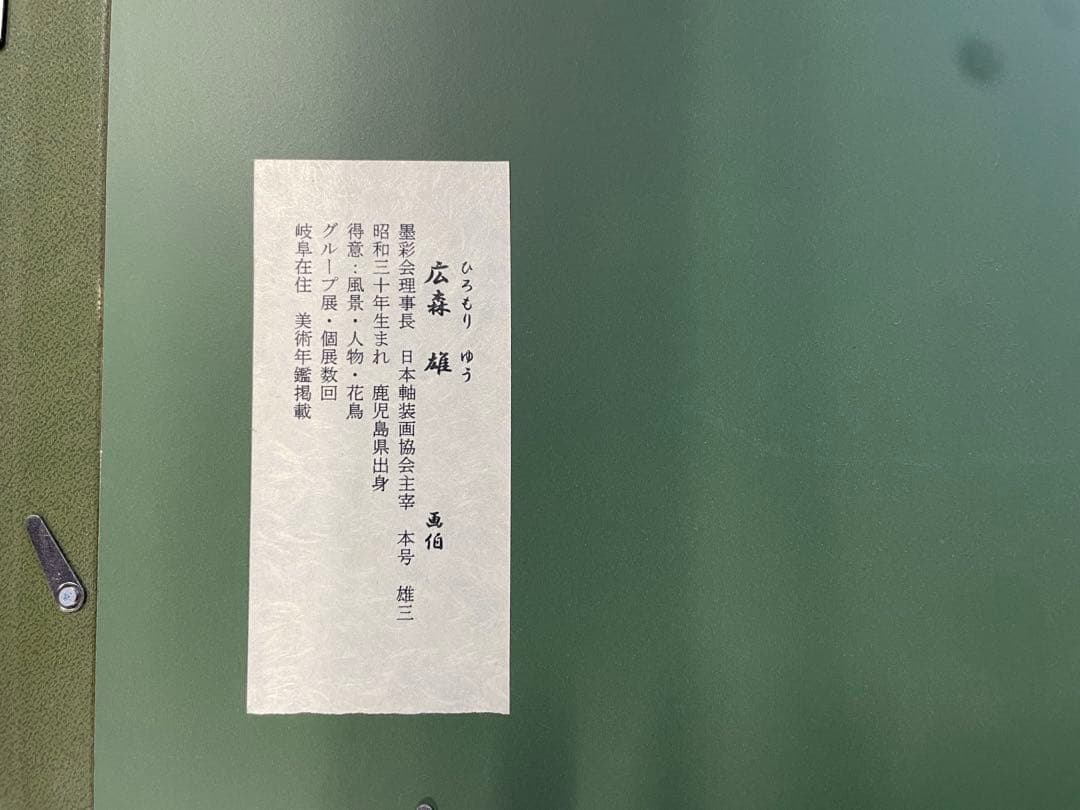 ひろもり ゆう
広森 雄 画伯
墨彩会理事長 日本軸装画協会主宰 本号 雄三
昭和三十年生まれ 鹿児島県出身
得意:風景・人物・花鳥
グループ展・個展数回
岐阜在住 美術年鑑掲載